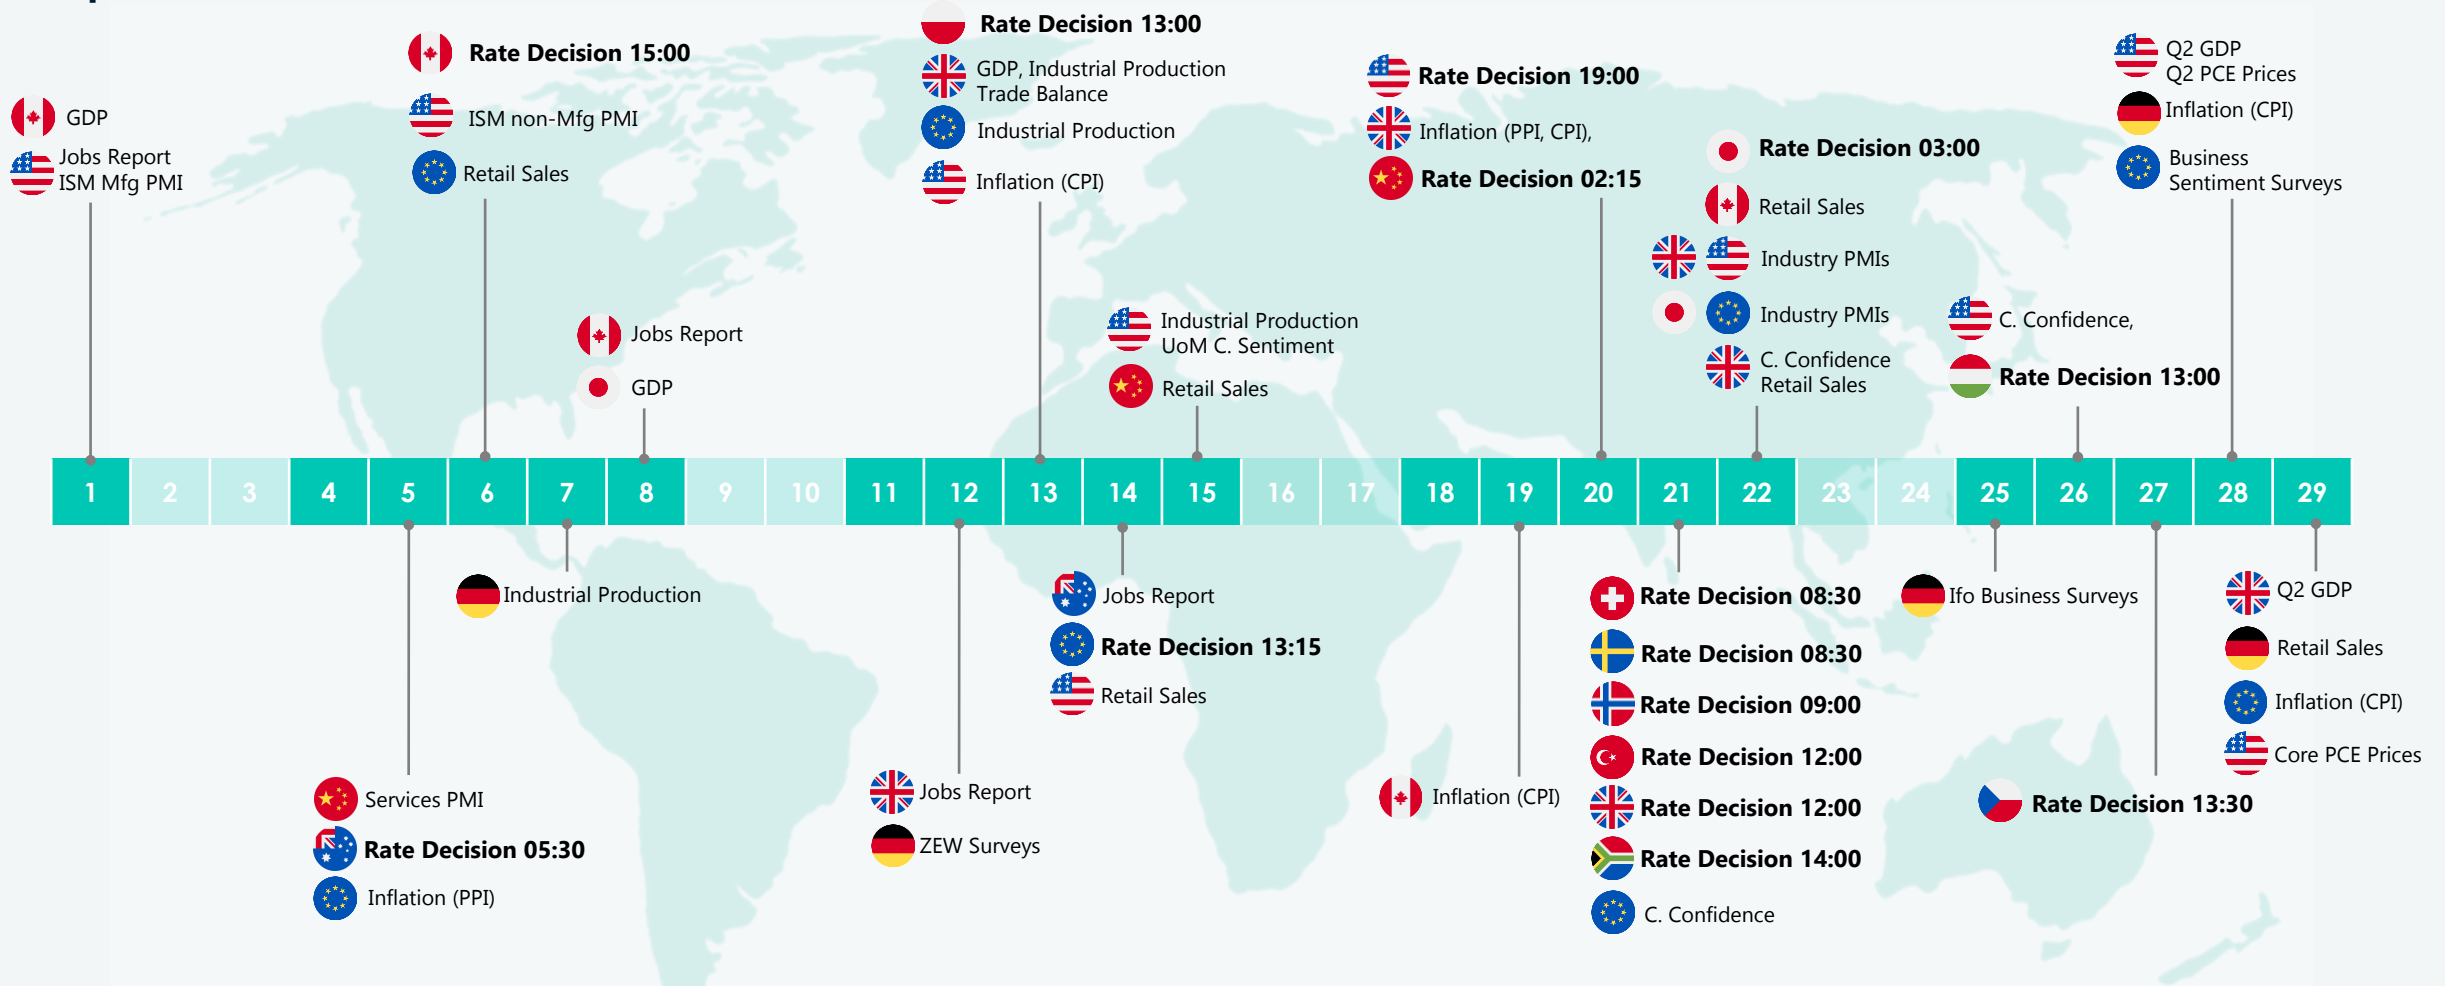 GDP
Jobs Report
ISM Mfg PMI
Rate Decision 15:00
ISM non-Mfg PMI
Retail Sales
Jobs Report
GDP
Rate Decision 13:00
GDP, Industrial Production
Trade Balance
Industrial Production
Inflation (CPI)
Industrial Production
UoM C. Sentiment
Retail Sales
Rate Decision 19:00
Inflation (PPI, CPI),
Rate Decision 02:15
Rate Decision 03:00
Retail Sales
Industry PMIs
Industry PMIs
C. Confidence
Retail Sales
C. Confidence,
Rate Decision 13:00
Q2 GDP
Q2 PCE Prices
Inflation (CPI)
Business
Sentiment Surveys
1 2 3 4 5 6 7 8 9 10 11 12 13 14 15 16 17 18 19 20 21 22 23 24 25 26 27 28 29
Services PMI
Rate Decision 05:30
Inflation (PPI)
Industrial Production
Jobs Report
ZEW Surveys
Jobs Report
Rate Decision 13:15
Retail Sales
Inflation (CPI)
Rate Decision 08:30
Rate Decision 08:30
Rate Decision 09:00
Rate Decision 12:00
Rate Decision 12:00
Rate Decision 14:00
C. Confidence
Ifo Business Surveys
Rate Decision 13:30
Q2 GDP
Retail Sales
Inflation (CPI)
Core PCE Prices